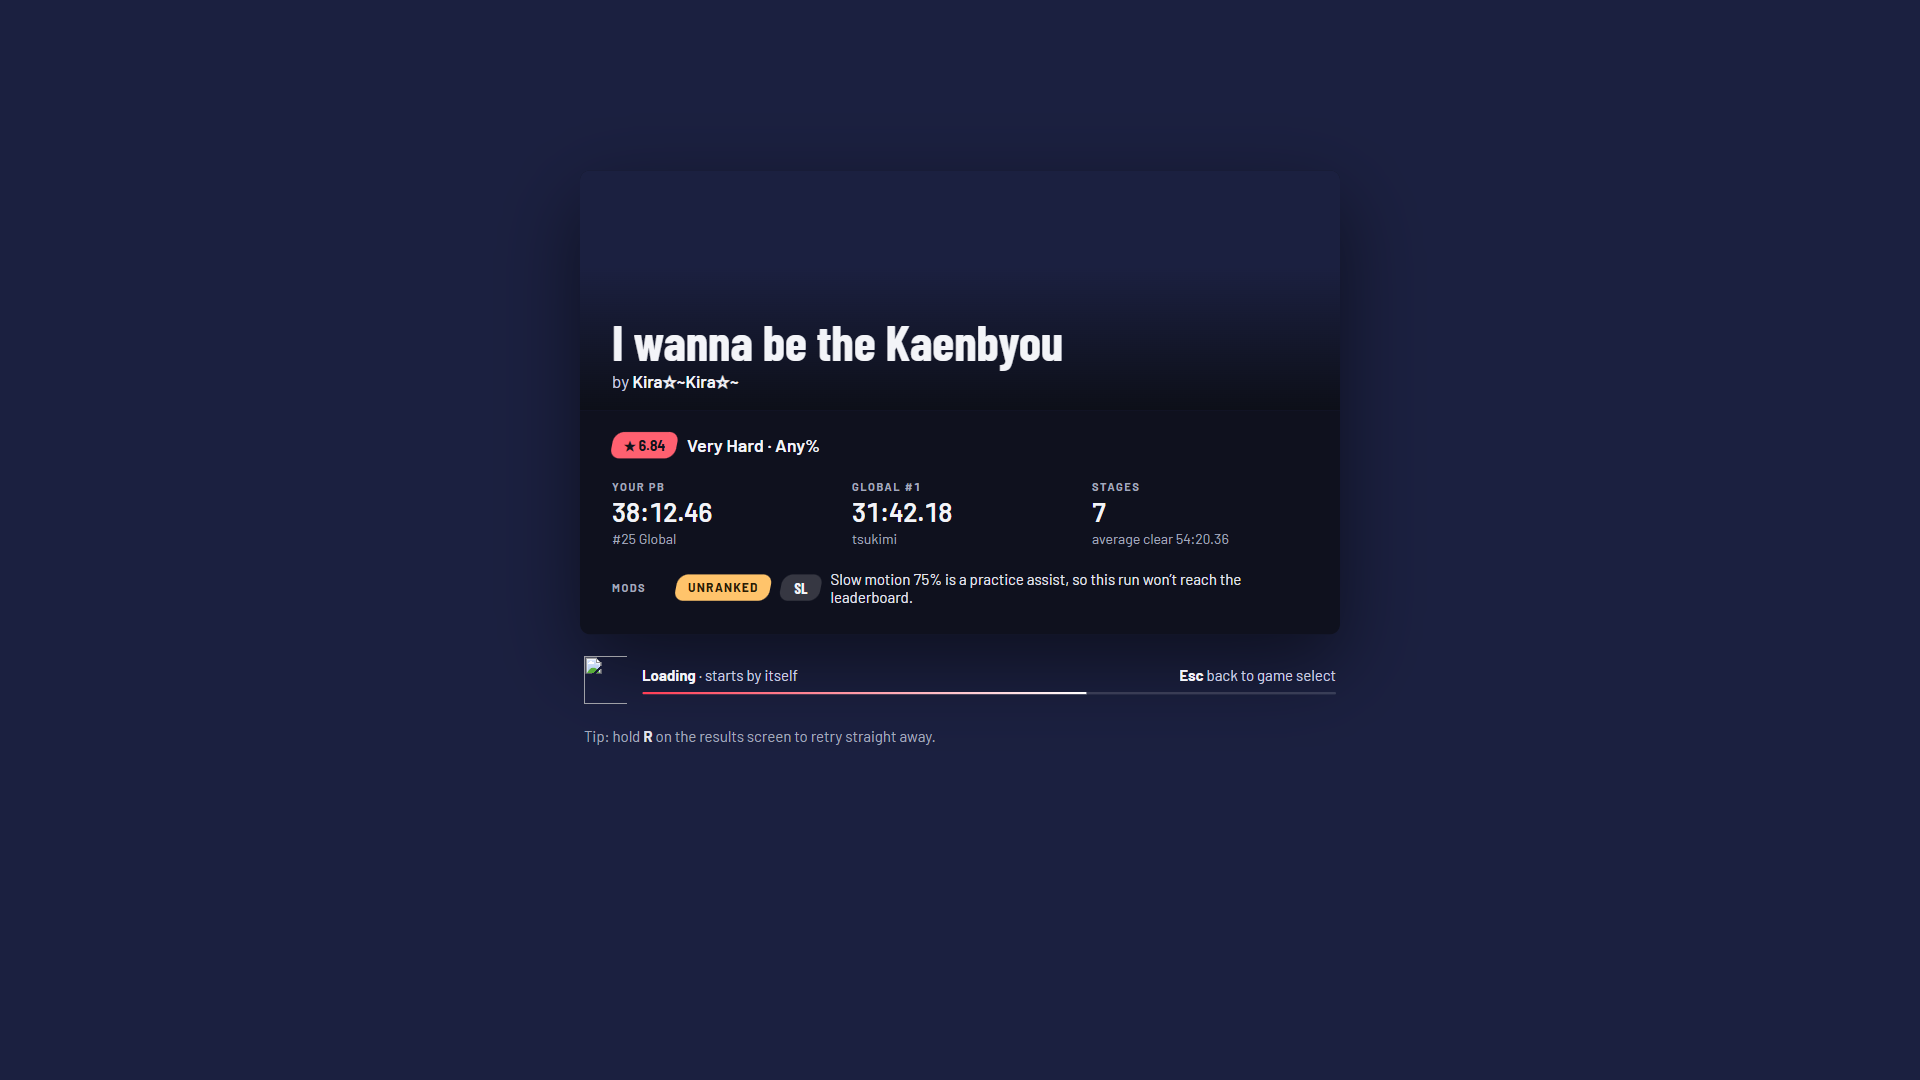 I wanna be the Kaenbyou
by Kira☆~Kira☆~
★ 6.84 Very Hard · Any%
YOUR PB GLOBAL #1 STAGES
38:12.46 31:42.18 7
#25 Global tsukimi average clear 54:20.36
MODS UNRANKED SL Slow motion 75% is a practice assist, so this run won’t reach the
leaderboard.
Loading · starts by itself Esc back to game select
Tip: hold R on the results screen to retry straight away.